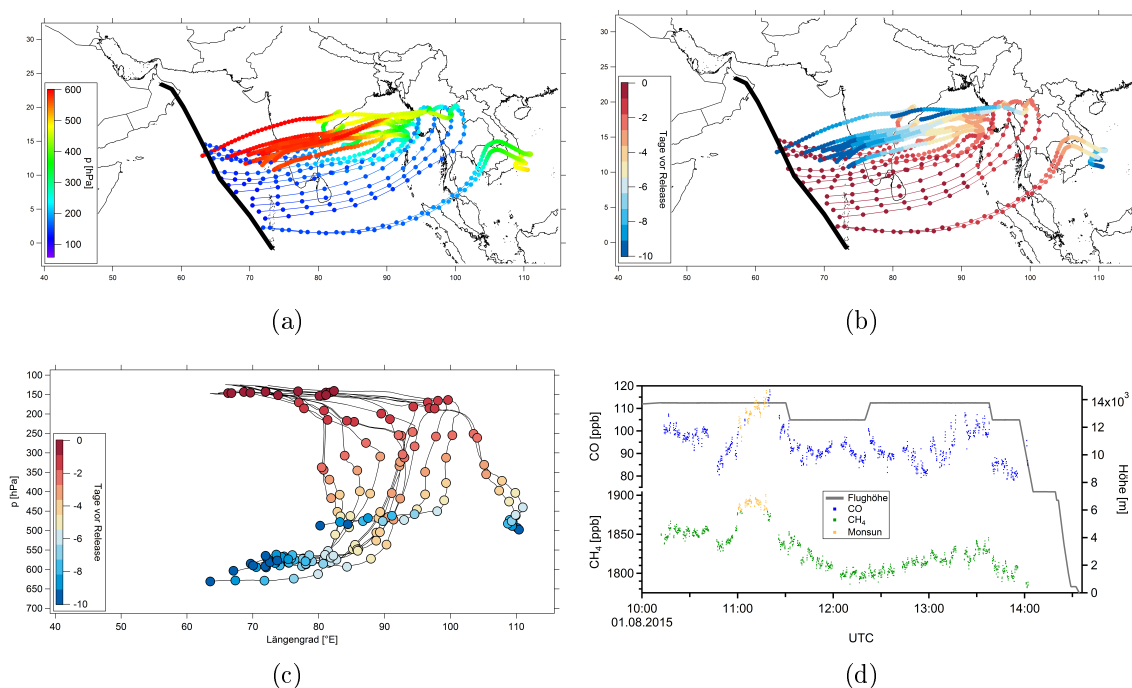 30
25
20
15
10
5
0
600
500
400
300
200
100
p [hPa]
40 50 60 70 80 90 100 110
(a)
30
25
20
15
10
5
0
0
-2
-4
-6
-8
-10
Tage vor Release
40 50 60 70 80 90 100 110
(b)
100
150
200
250
300
350
400
450
500
550
600
650
700
p [hPa]
0
-2
-4
-6
-8
-10
Tage vor Release
40 50 60 70 80 90 100 110
Längengrad [°E]
(c)
120
110
100
90
80
CO [ppb]
1900
1850
1800
CH4 [ppb]
14x10³
12
10
8
6
4
2
0
Höhe [m]
Flughöhe
CO
CH4
Monsun
10:00 11:00 12:00 13:00 14:00
01.08.2015
UTC
(d)